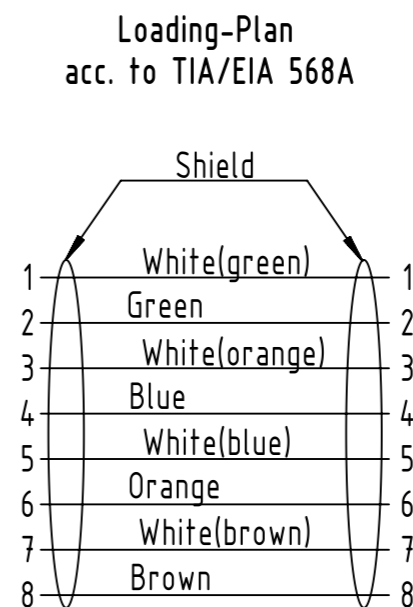 Loading-Plan
acc. to TIA/EIA 568A
Shield
1 White(green) 1
2 Green 2
3 White(orange) 3
4 Blue 4
5 White(blue) 5
6 Orange 6
7 White(brown) 7
8 Brown 8